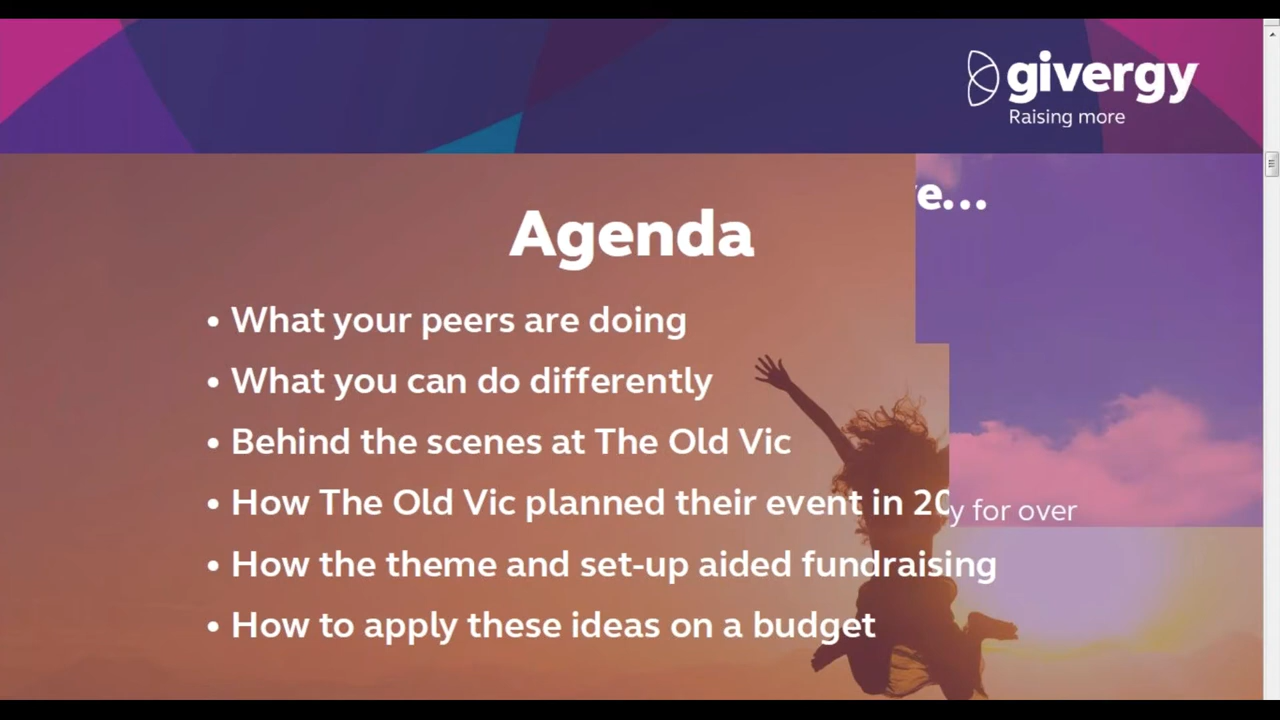 givergy
Raising more
e...
Agenda
• What your peers are doing
• What you can do differently
• Behind the scenes at The Old Vic
• How The Old Vic planned their event in 20
y for over
• How the theme and set-up aided fundraising
• How to apply these ideas on a budget